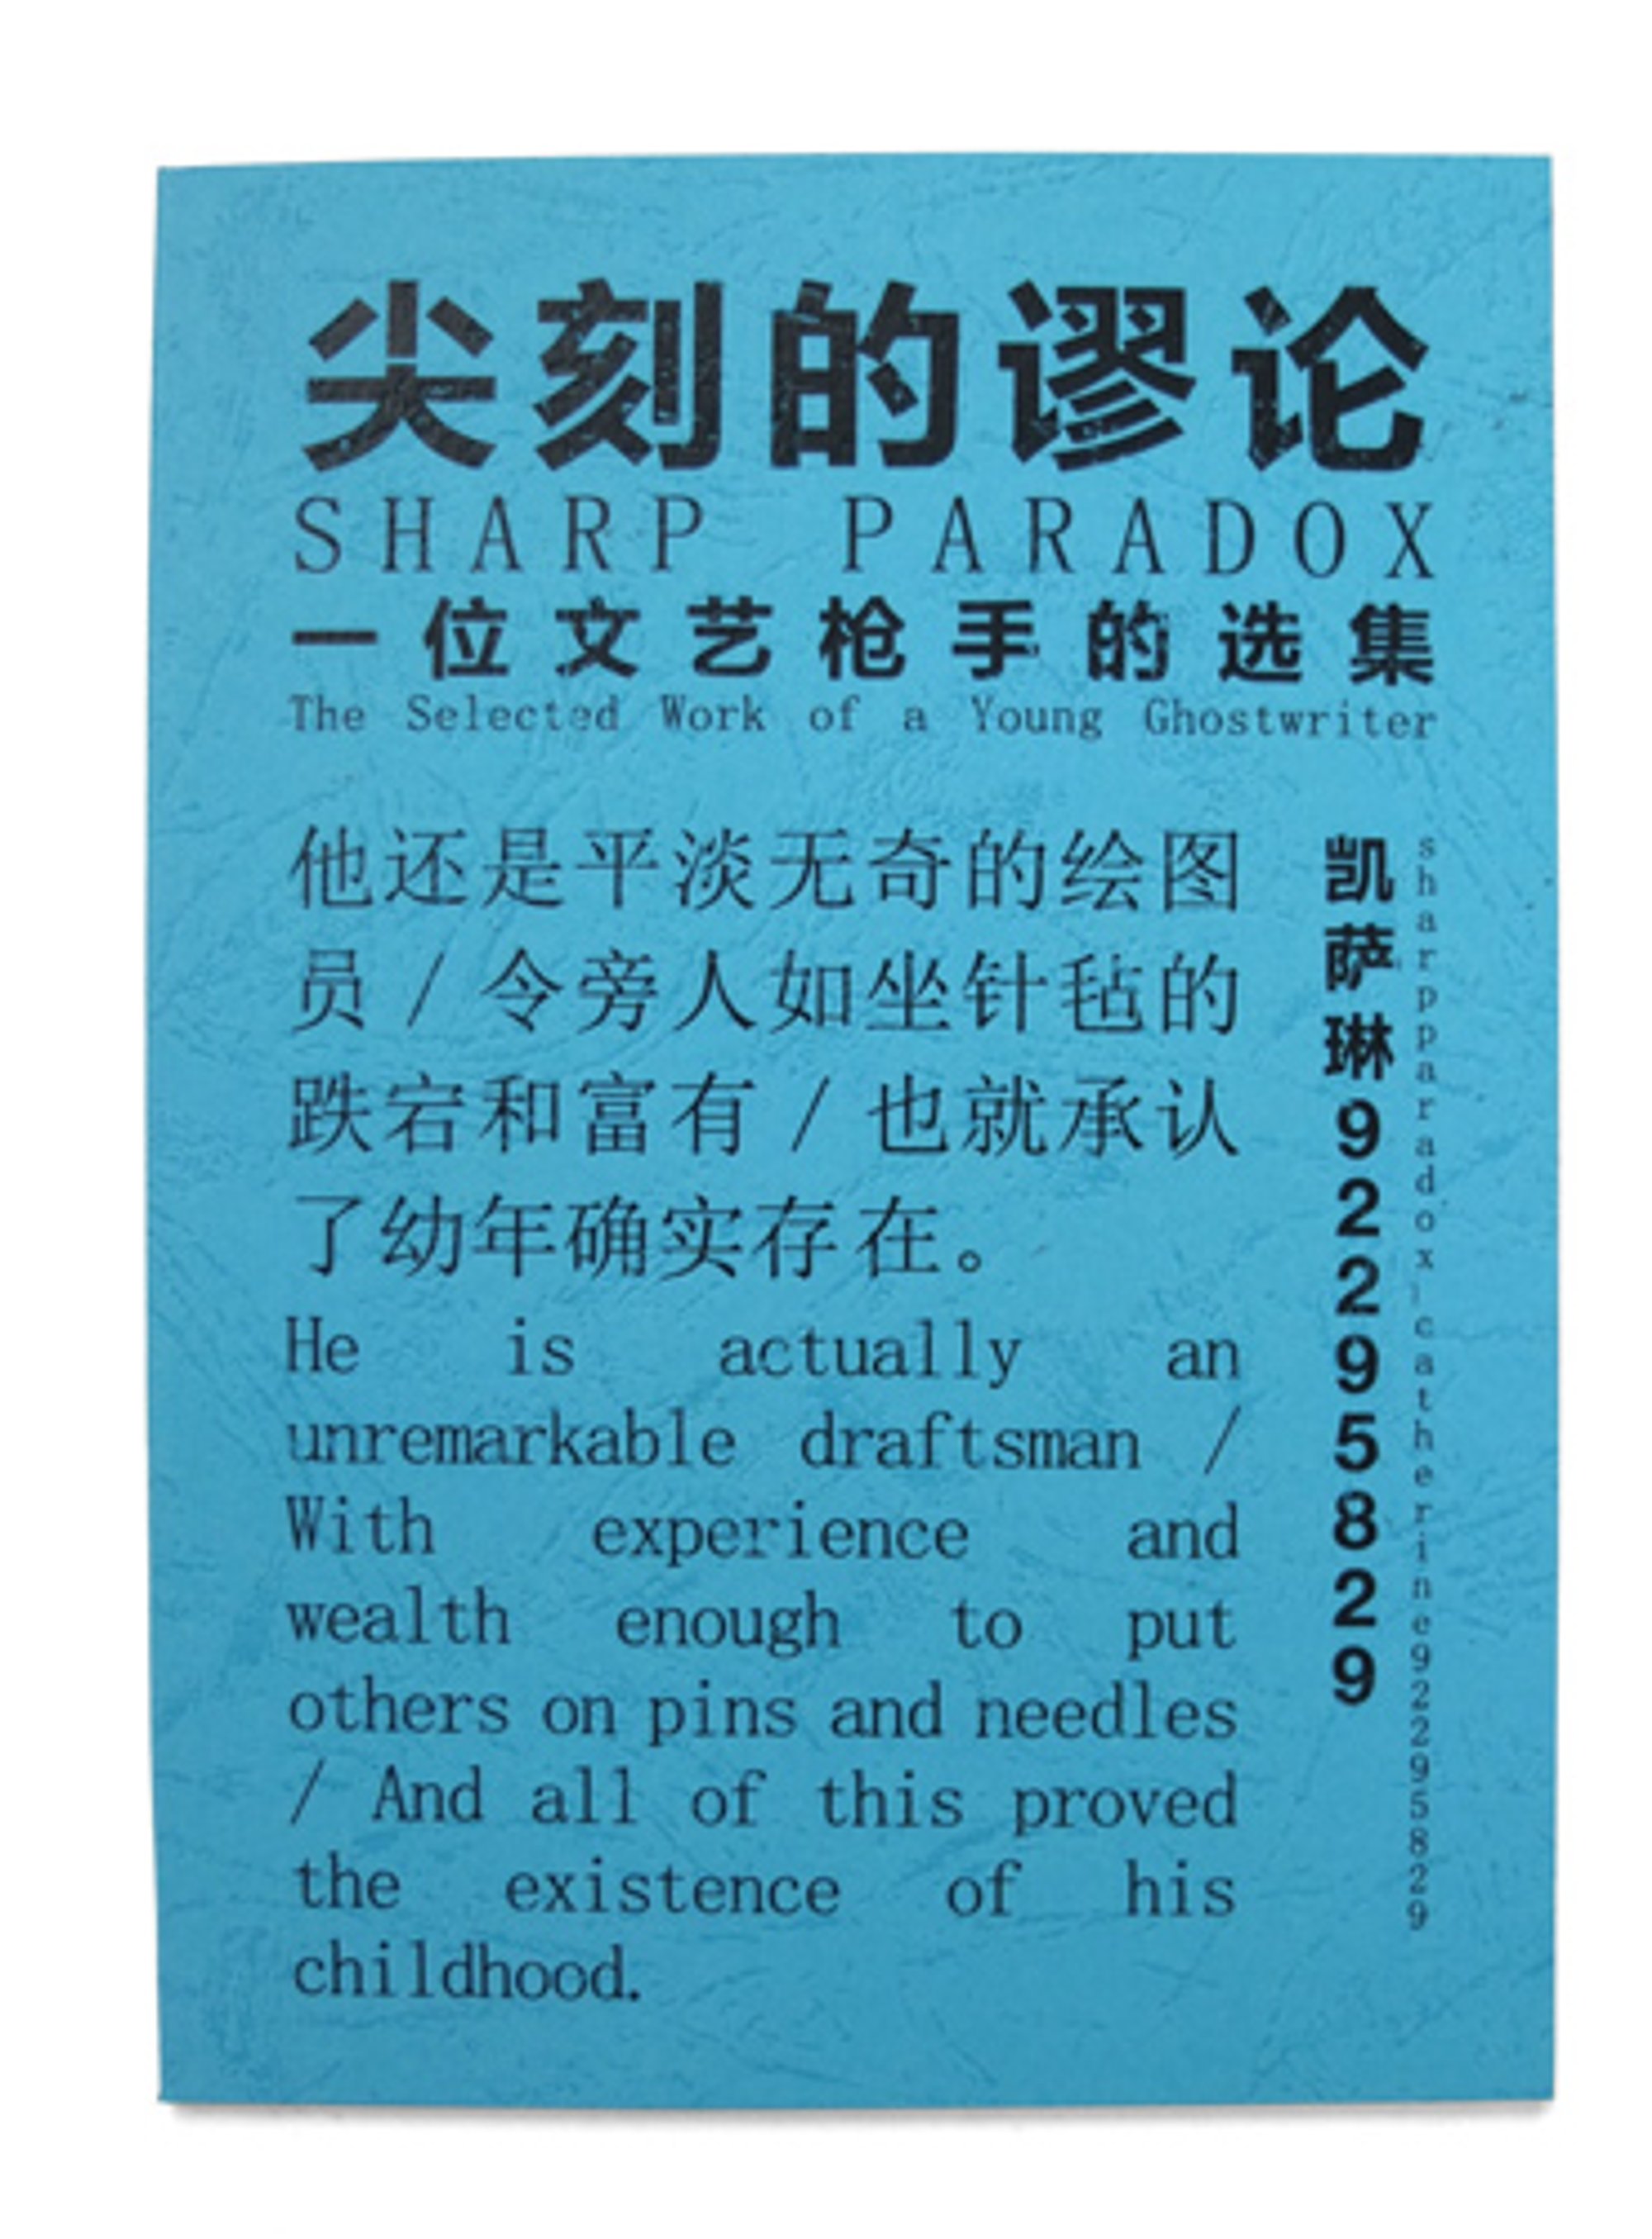 尖刻的谬论
SHARP PARADOX
一位文艺枪手的选集
The Selected Work of a Young Ghostwriter
他还是平淡无奇的绘图
员/令旁人如坐针毡的
跌宕和富有/也就承认
了幼年确实存在。
He is actually an
unremarkable draftsman /
With experience and
wealth enough to put
others on pins and needles
/ And all of this proved
the existence of his
childhood.
凯萨琳92295829
sharpparadox|catherine92295829